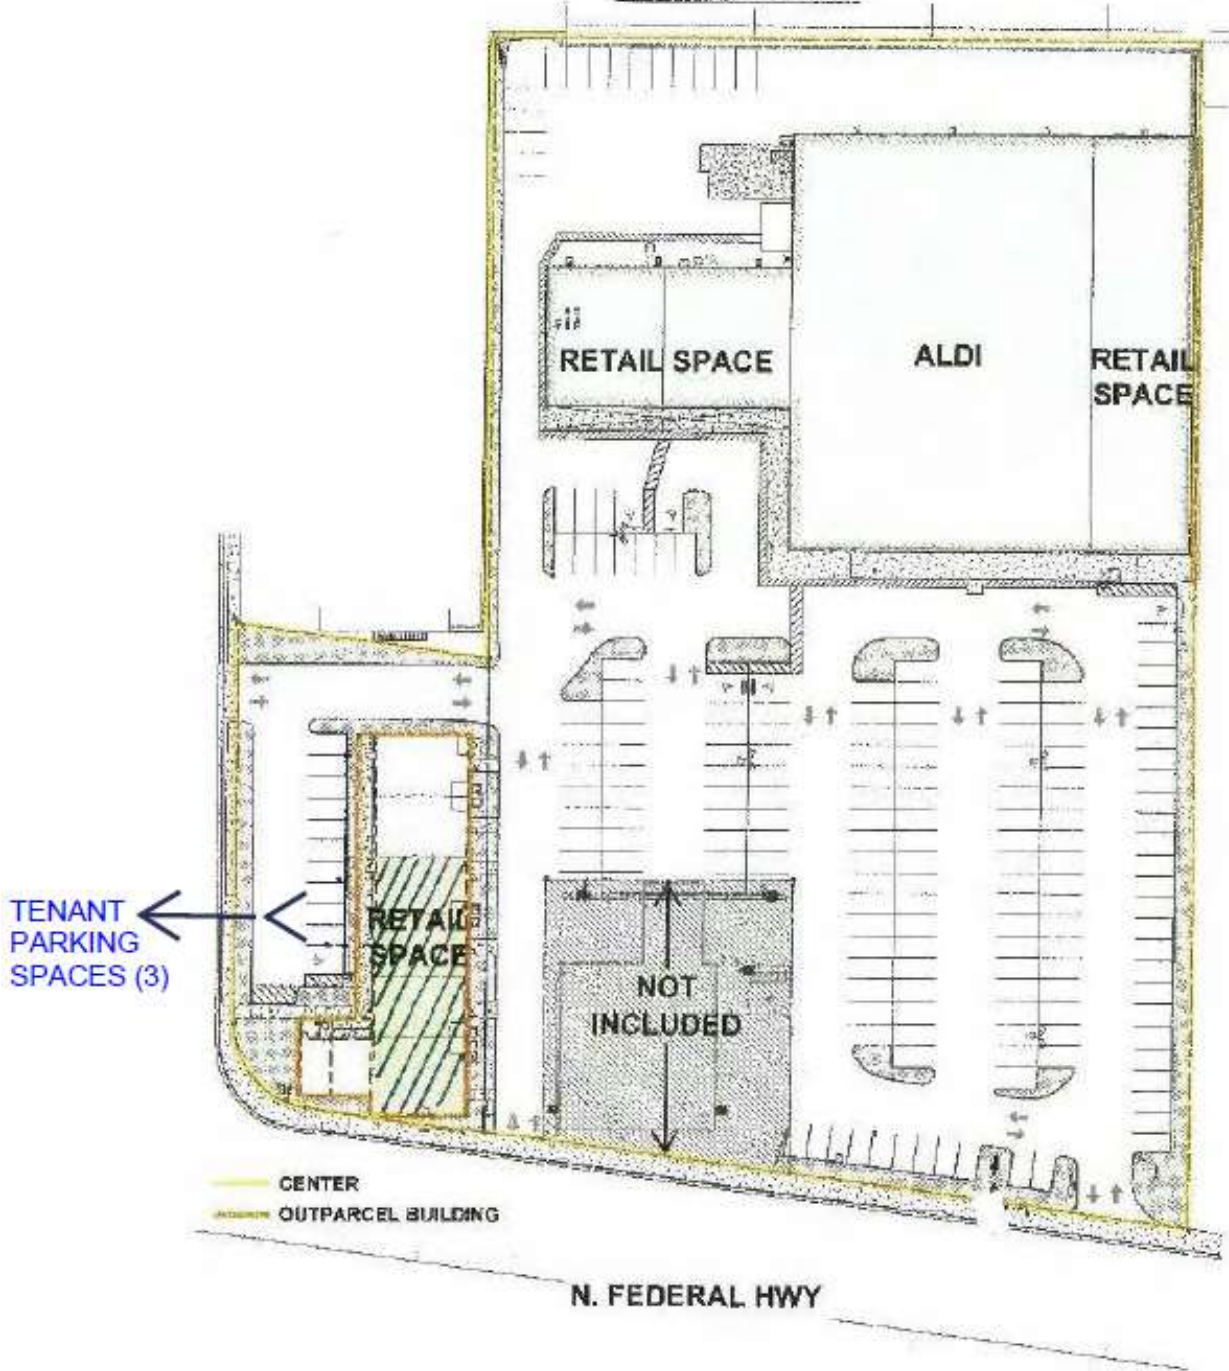 RETAIL SPACE
ALDI
RETAIL
SPACE
TENANT
PARKING
SPACES (3)
RETAIL
SPACE
NOT
INCLUDED
CENTER
OUTPARCEL BUILDING
N. FEDERAL HWY